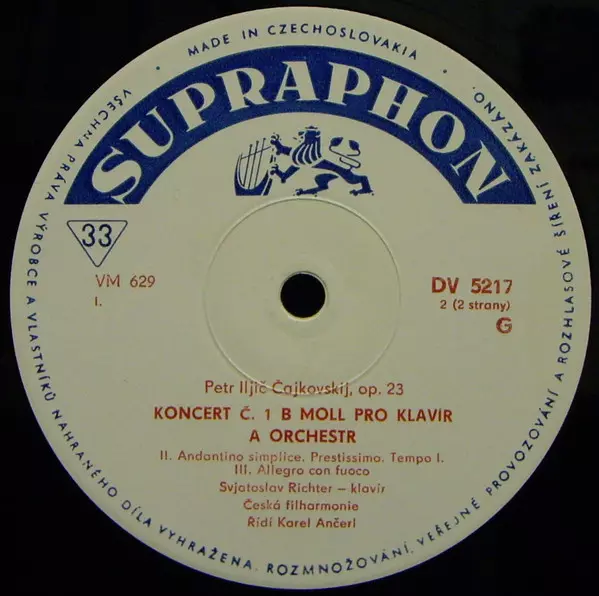 MADE IN CZECHOSLOVAKIA
SUPRAPHON
33
VM 629
I.
DV 5217
2 (2 strany)
G
Petr Iljič Čajkovskij, op. 23
KONCERT Č. 1 B MOLL PRO KLAVÍR
A ORCHESTR
II. Andantino simplice. Prestissimo. Tempo I.
III. Allegro con fuoco
Svjatoslav Richter – klavír
Česká filharmonie
Řídí Karel Ančerl
VŠECHNA PRÁVA VÝROBCE A VLASTNÍKŮ NAHRANÉHO DÍLA VYHRAŽENA. ROZMNOŽOVÁNÍ, VEŘEJNÉ PROVOZOVÁNÍ A ROZHLASOVÉ ŠÍŘENÍ ZAKÁZÁNO.